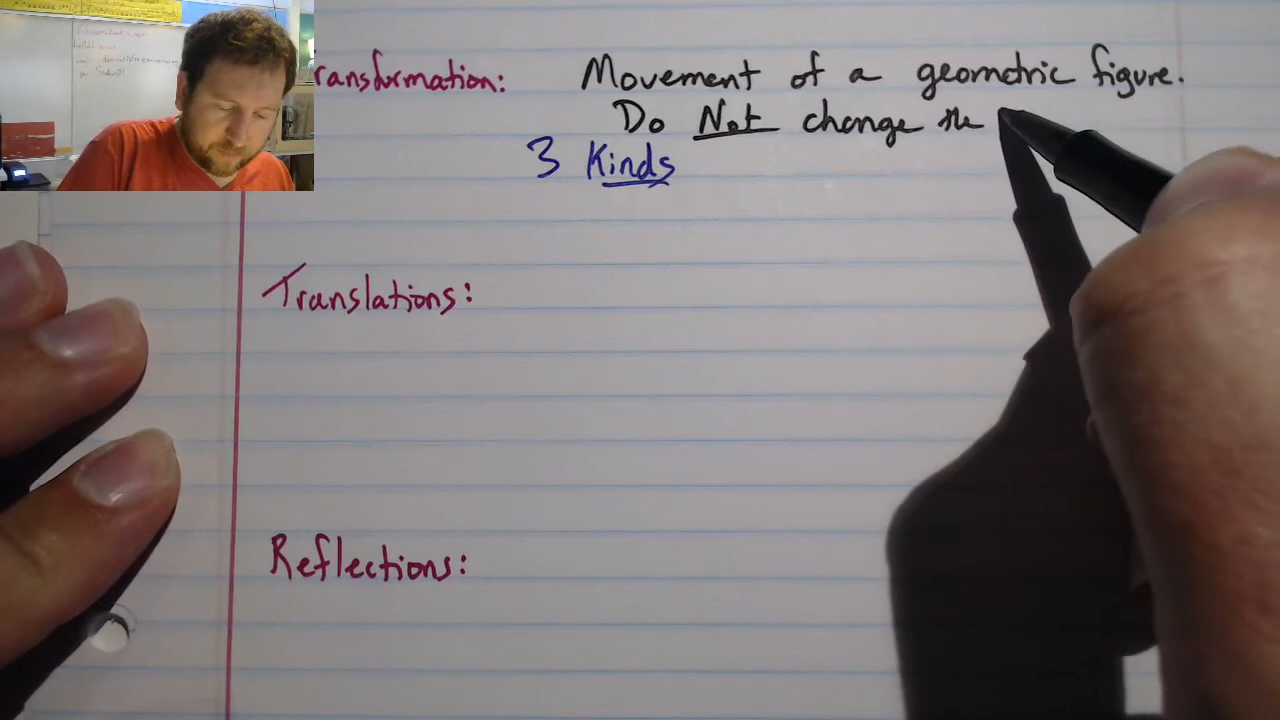 ransformation: Movement of a geometric figure.
Do Not change the
3 Kinds
Translations:
Reflections: